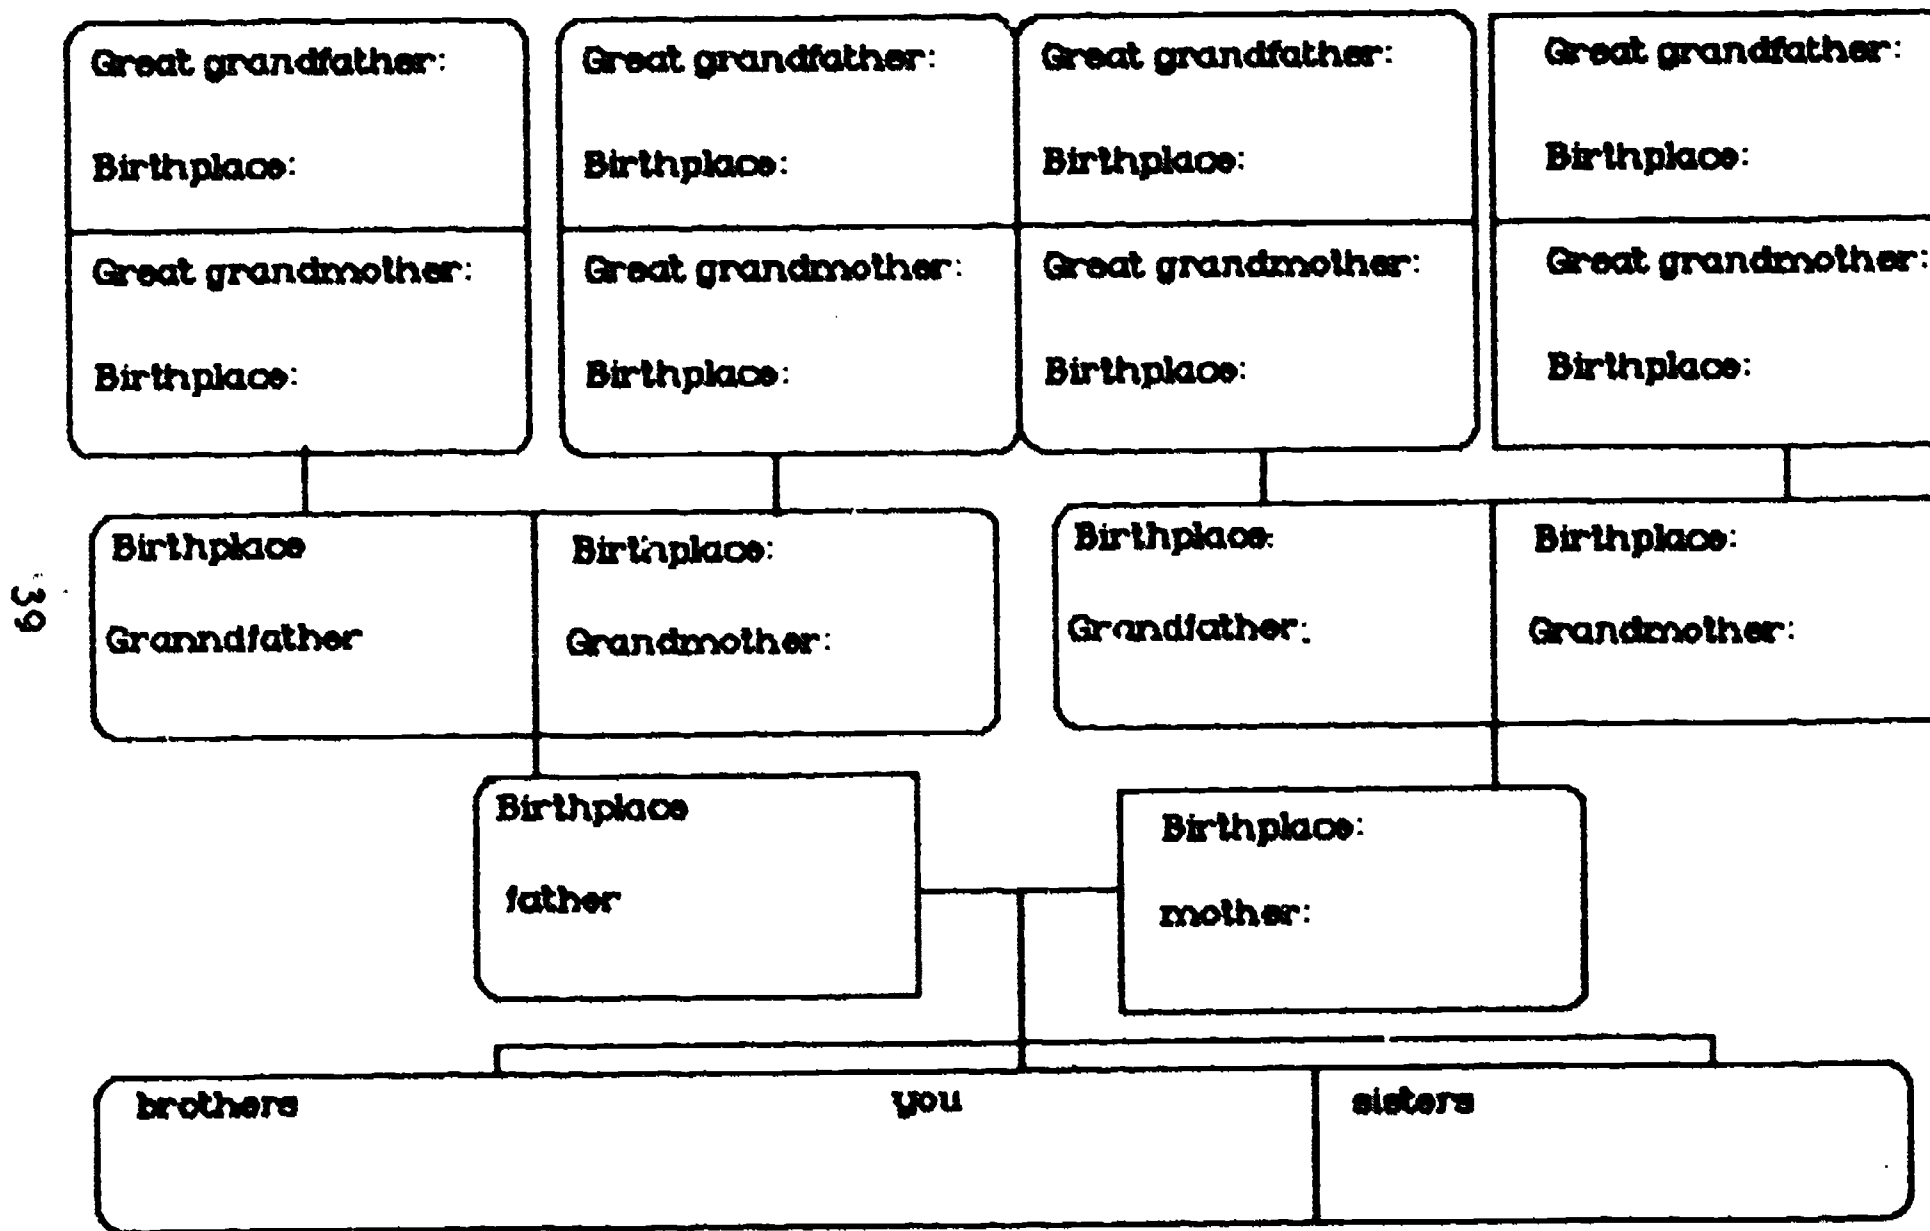 Great grandfather: Great grandfather: Great grandfather: Great grandfather:
Birthplace: Birthplace: Birthplace: Birthplace:
Great grandmother: Great grandmother: Great grandmother: Great grandmother:
Birthplace: Birthplace: Birthplace: Birthplace:
Birthplace Birthplace: Birthplace: Birthplace:
Granndfather Grandmother: Grandfather: Grandmother:
39
Birthplace Birthplace:
father mother:
brothers you sisters